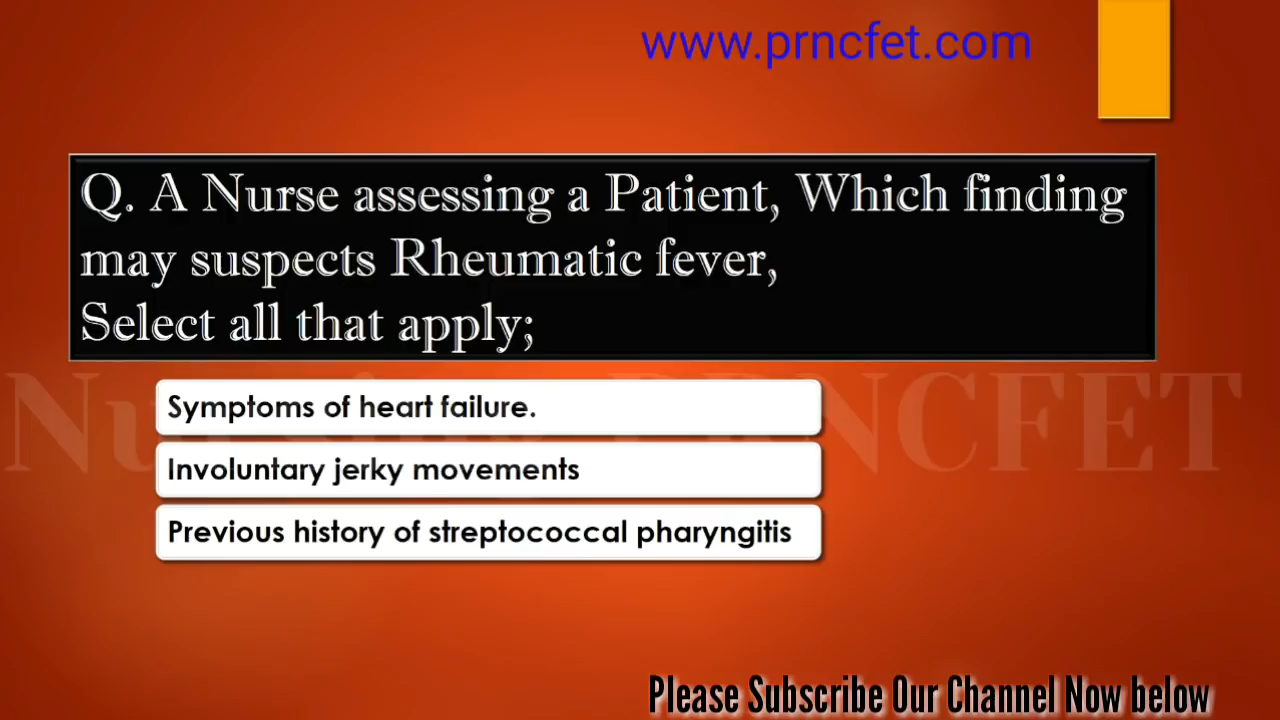 www.prncfet.com
Q. A Nurse assessing a Patient, Which finding
may suspects Rheumatic fever,
Select all that apply;
Symptoms of heart failure.
Involuntary jerky movements
Previous history of streptococcal pharyngitis
Please Subscribe Our Channel Now below